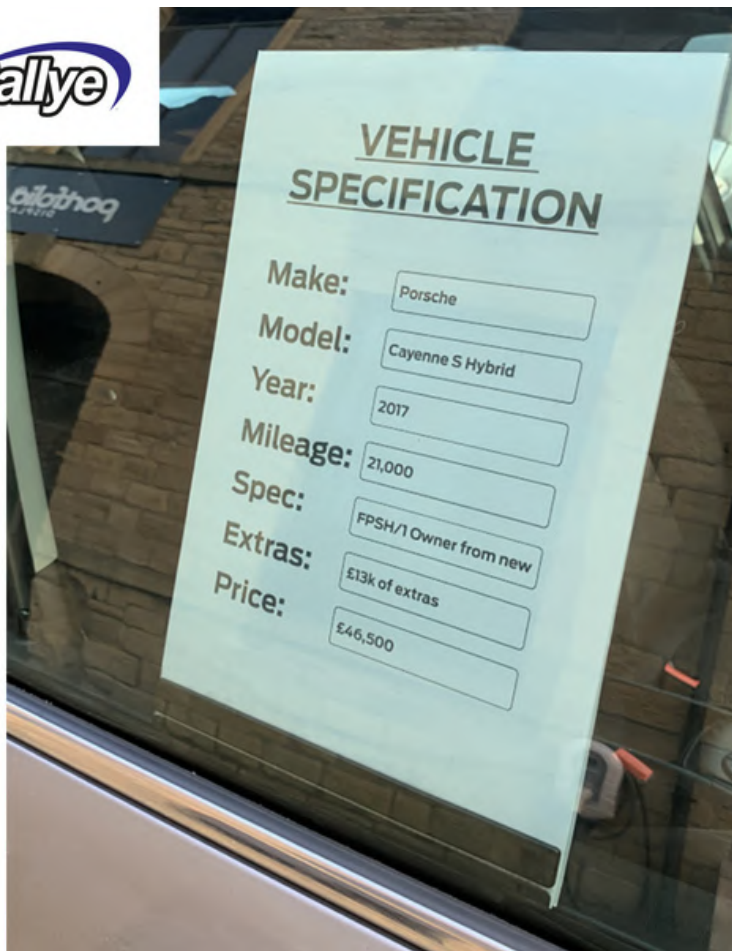 allye
VEHICLE
SPECIFICATION
Make: Porsche
Model: Cayenne S Hybrid
Year: 2017
Mileage: 21,000
Spec: FPSH/1 Owner from new
Extras: £13k of extras
Price: £46,500